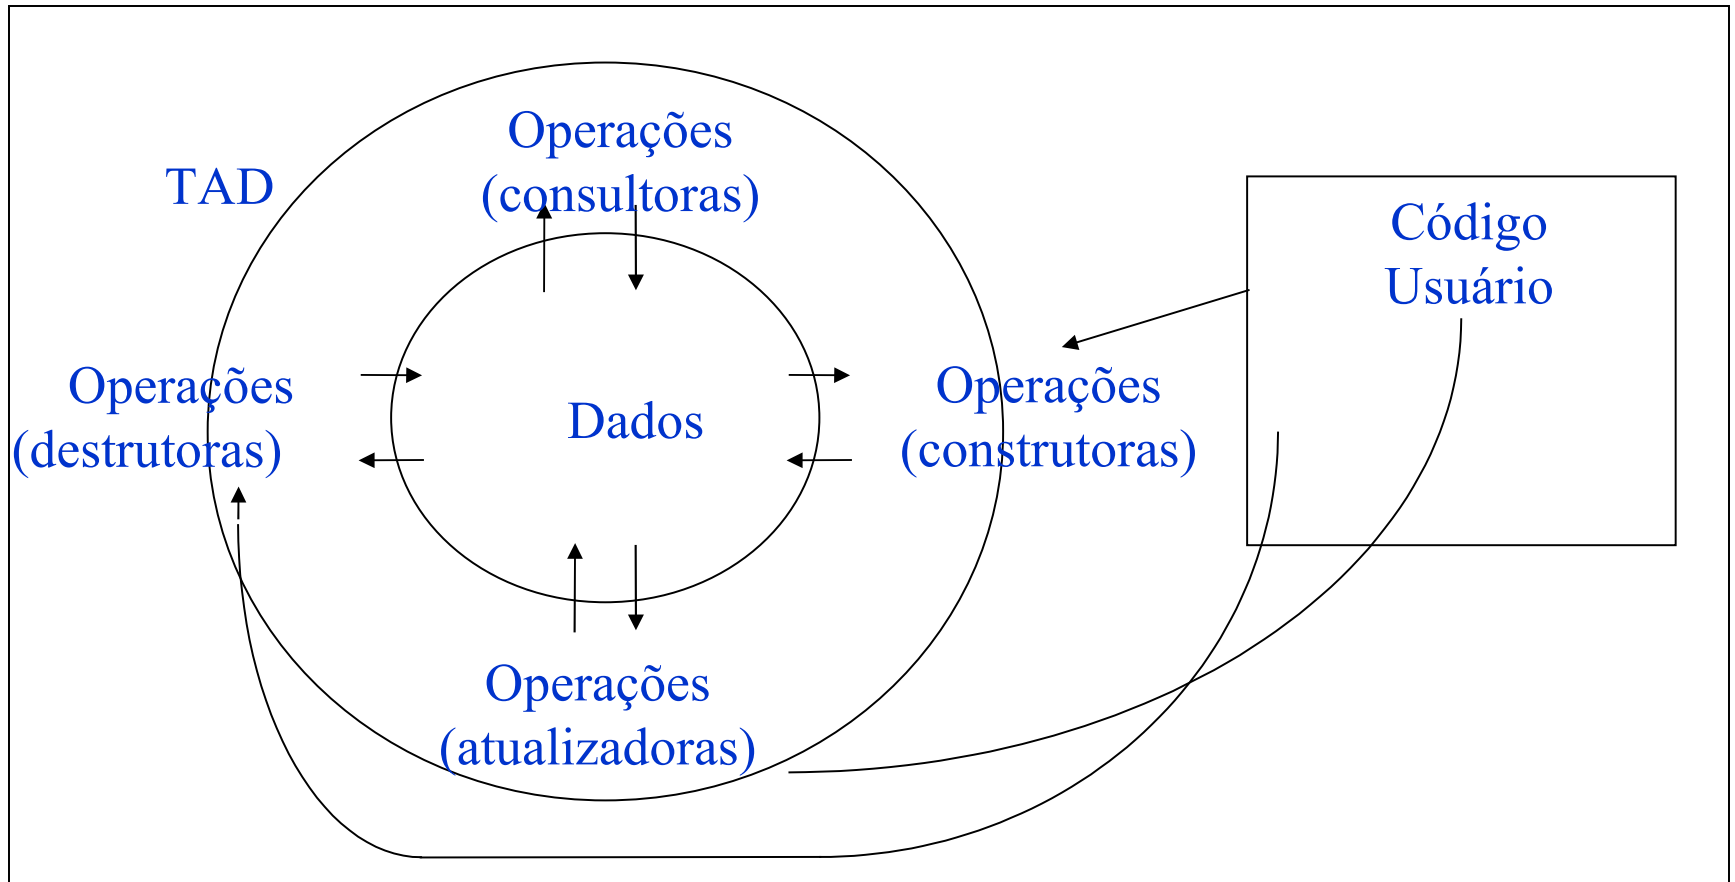 Operações
(consultoras)
TAD
Código
Usuário
Operações
(destrutoras)
Dados
Operações
(construtoras)
Operações
(atualizadoras)